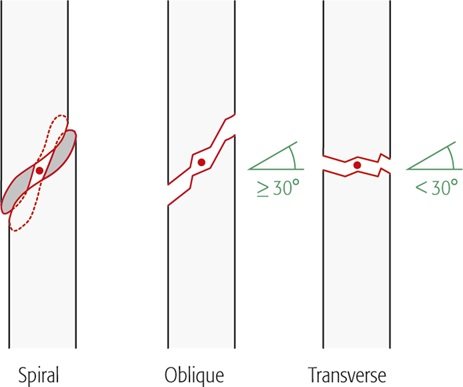 ≥ 30°
< 30°
Spiral
Oblique
Transverse